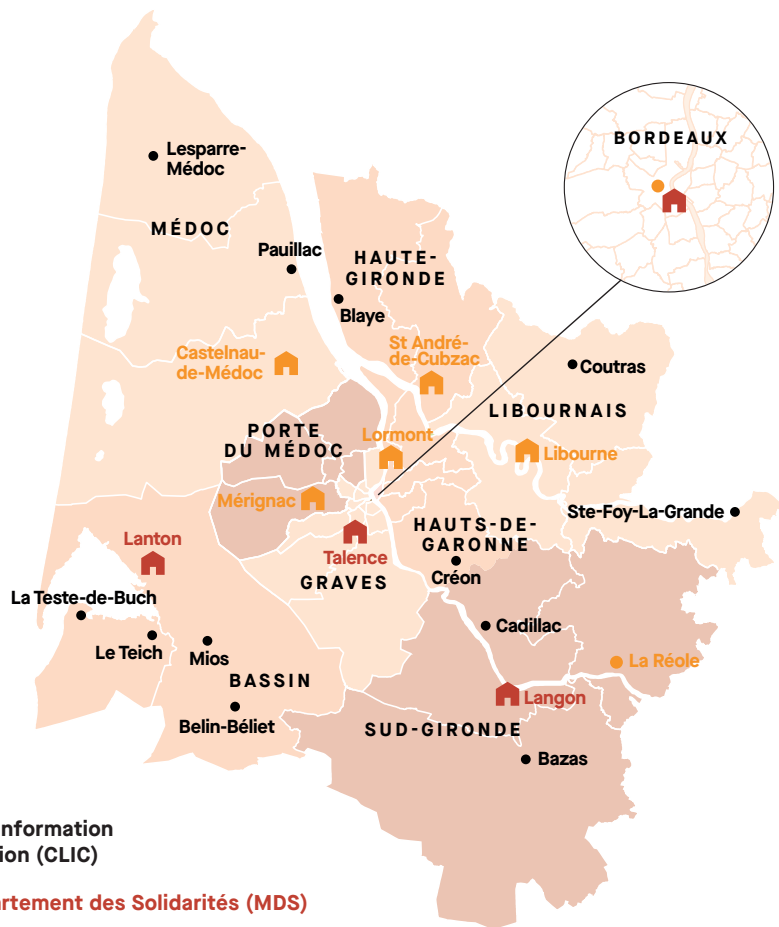 BORDEAUX
Lesparre-
Médoc
MÉDOC
Pauillac
HAUTE-
GIRONDE
Blaye
Castelnau-
de-Médoc
St André-
de-Cubzac
Coutras
LIBOURNAIS
PORTE
DU MÉDOC
Lormont
Libourne
Mérignac
Ste-Foy-La-Grande
HAUTS-DE-
GARONNE
Lanton
Talence
GRAVES
Créon
La Teste-de-Buch
Cadillac
Le Teich
Mios
La Réole
BASSIN
Langon
Belin-Béliet
SUD-GIRONDE
Bazas
nformation
ion (CLIC)
artement des Solidarités (MDS)